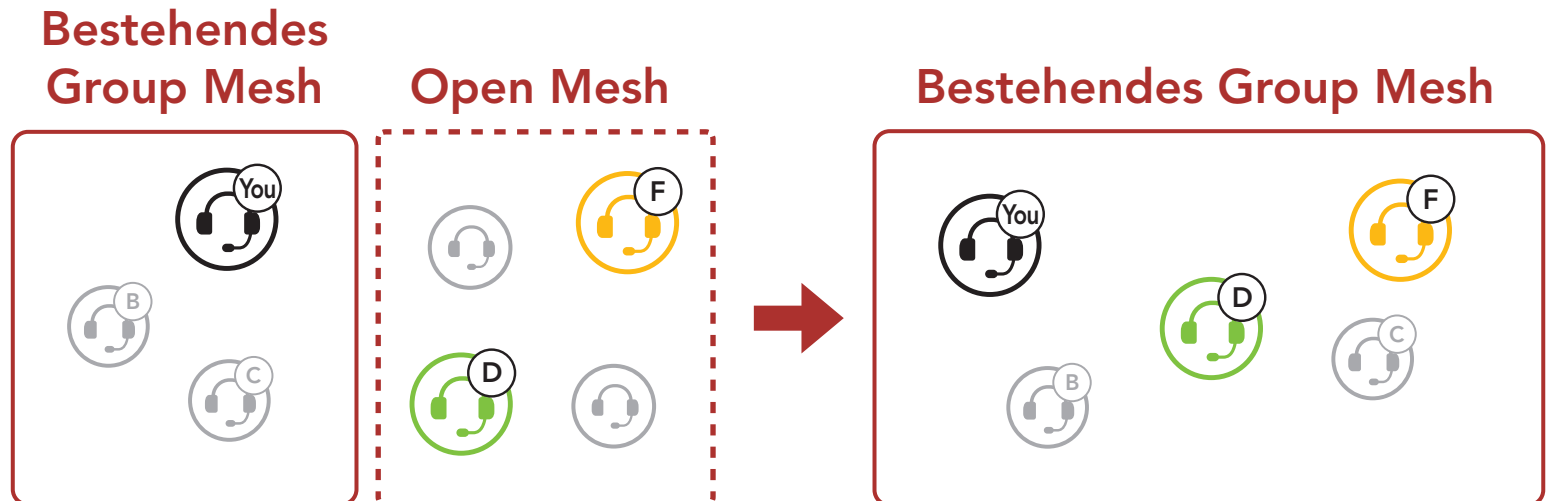 Bestehendes
Group Mesh
Open Mesh
Bestehendes Group Mesh
You
B
C
F
D
You
F
D
C
B